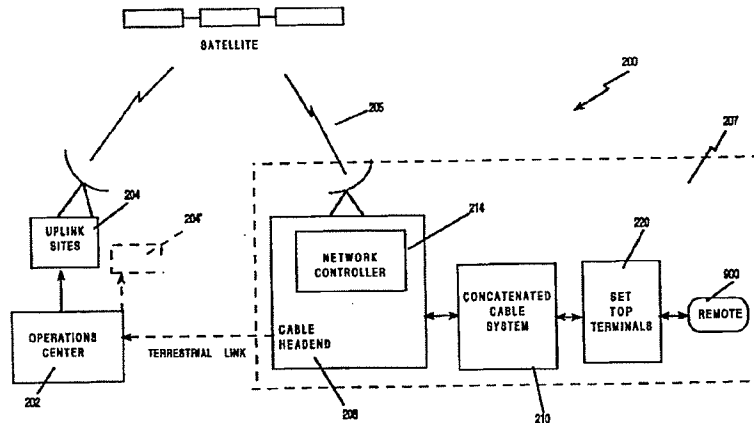 SATELLITE
200
205
207
204
204'
UPLINK
SITES
214
NETWORK
CONTROLLER
220
900
OPERATIONS
CENTER
202
TERRESTRIAL LINK
CABLE
HEADEND
208
CONCATENATED
CABLE
SYSTEM
210
SET
TOP
TERMINALS
REMOTE